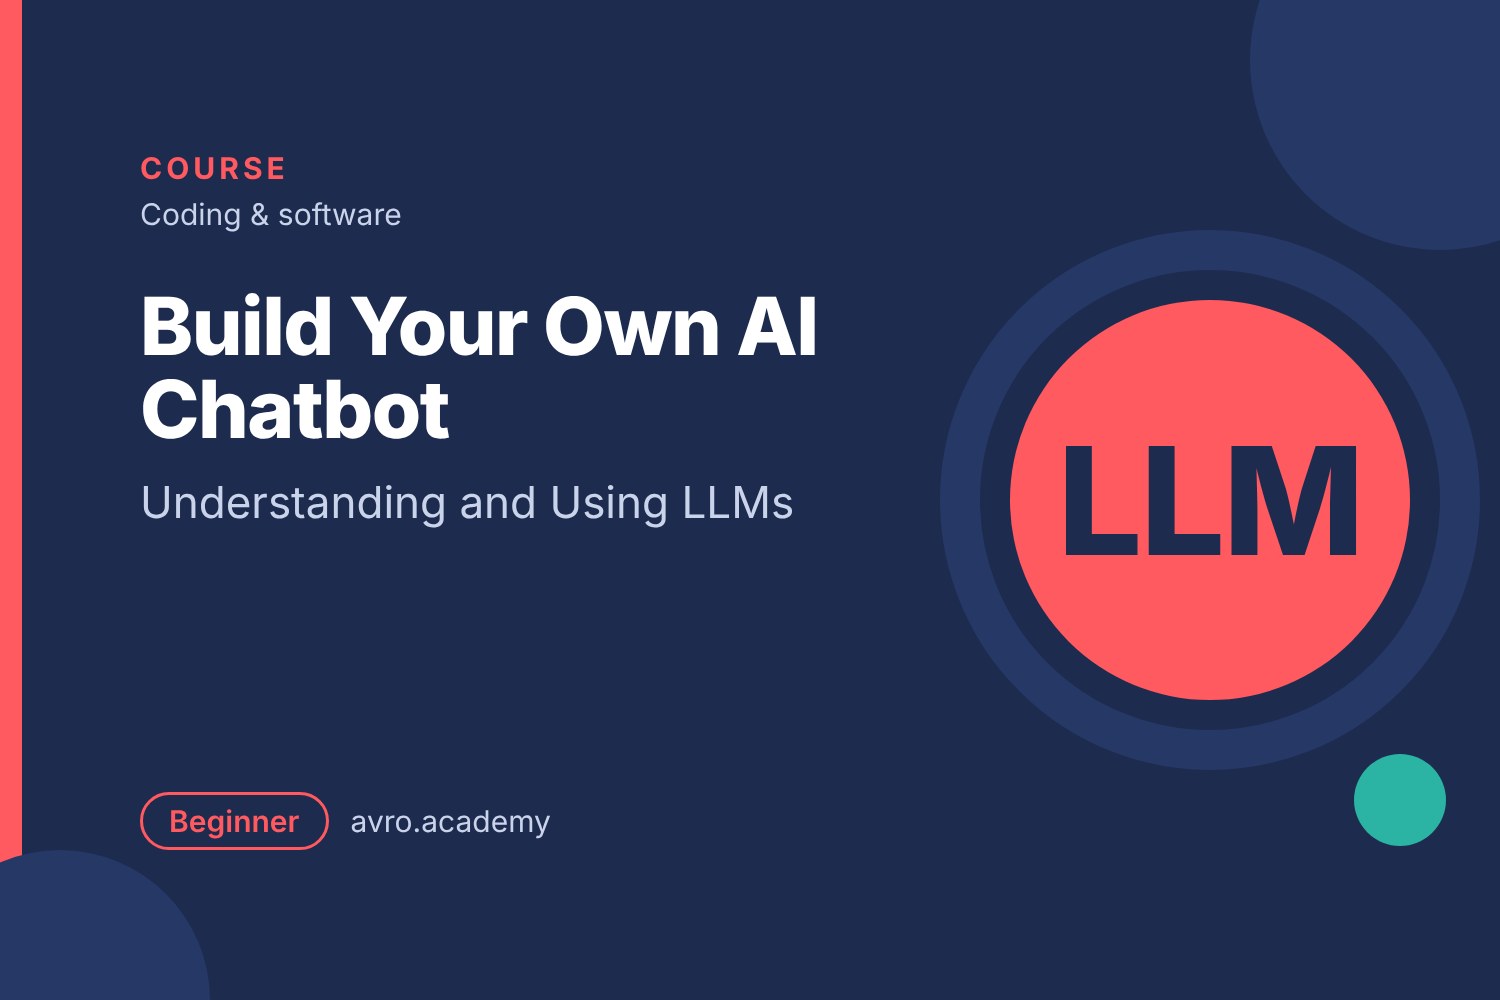 COURSE
Coding & software
Build Your Own AI
Chatbot
Understanding and Using LLMs
LLM
Beginner
avro.academy